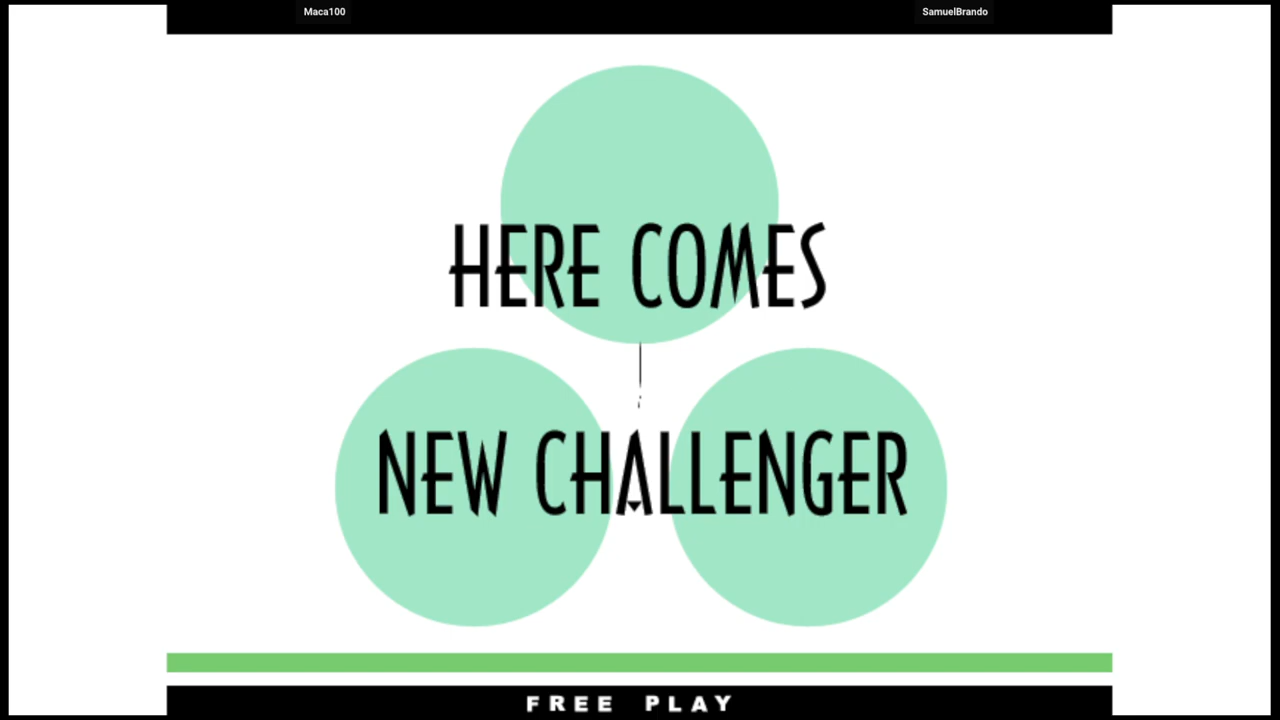 Maca100
SamuelBrando
HERE COMES
NEW CHALLENGER
FREE PLAY